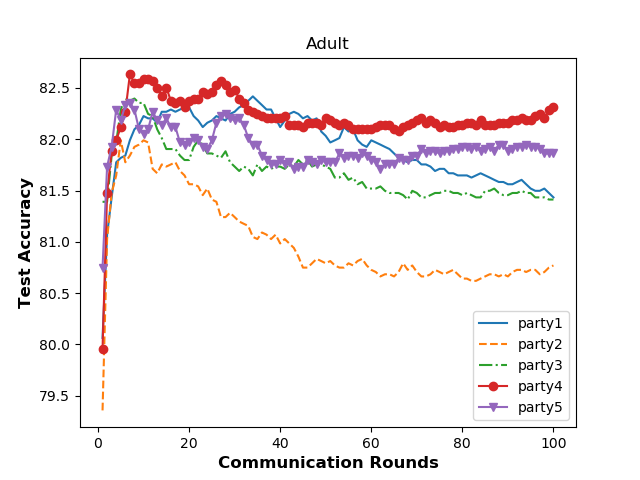 Adult
Test Accuracy
82.5
82.0
81.5
81.0
80.5
80.0
79.5
0 20 40 60 80 100
Communication Rounds
party1
party2
party3
party4
party5